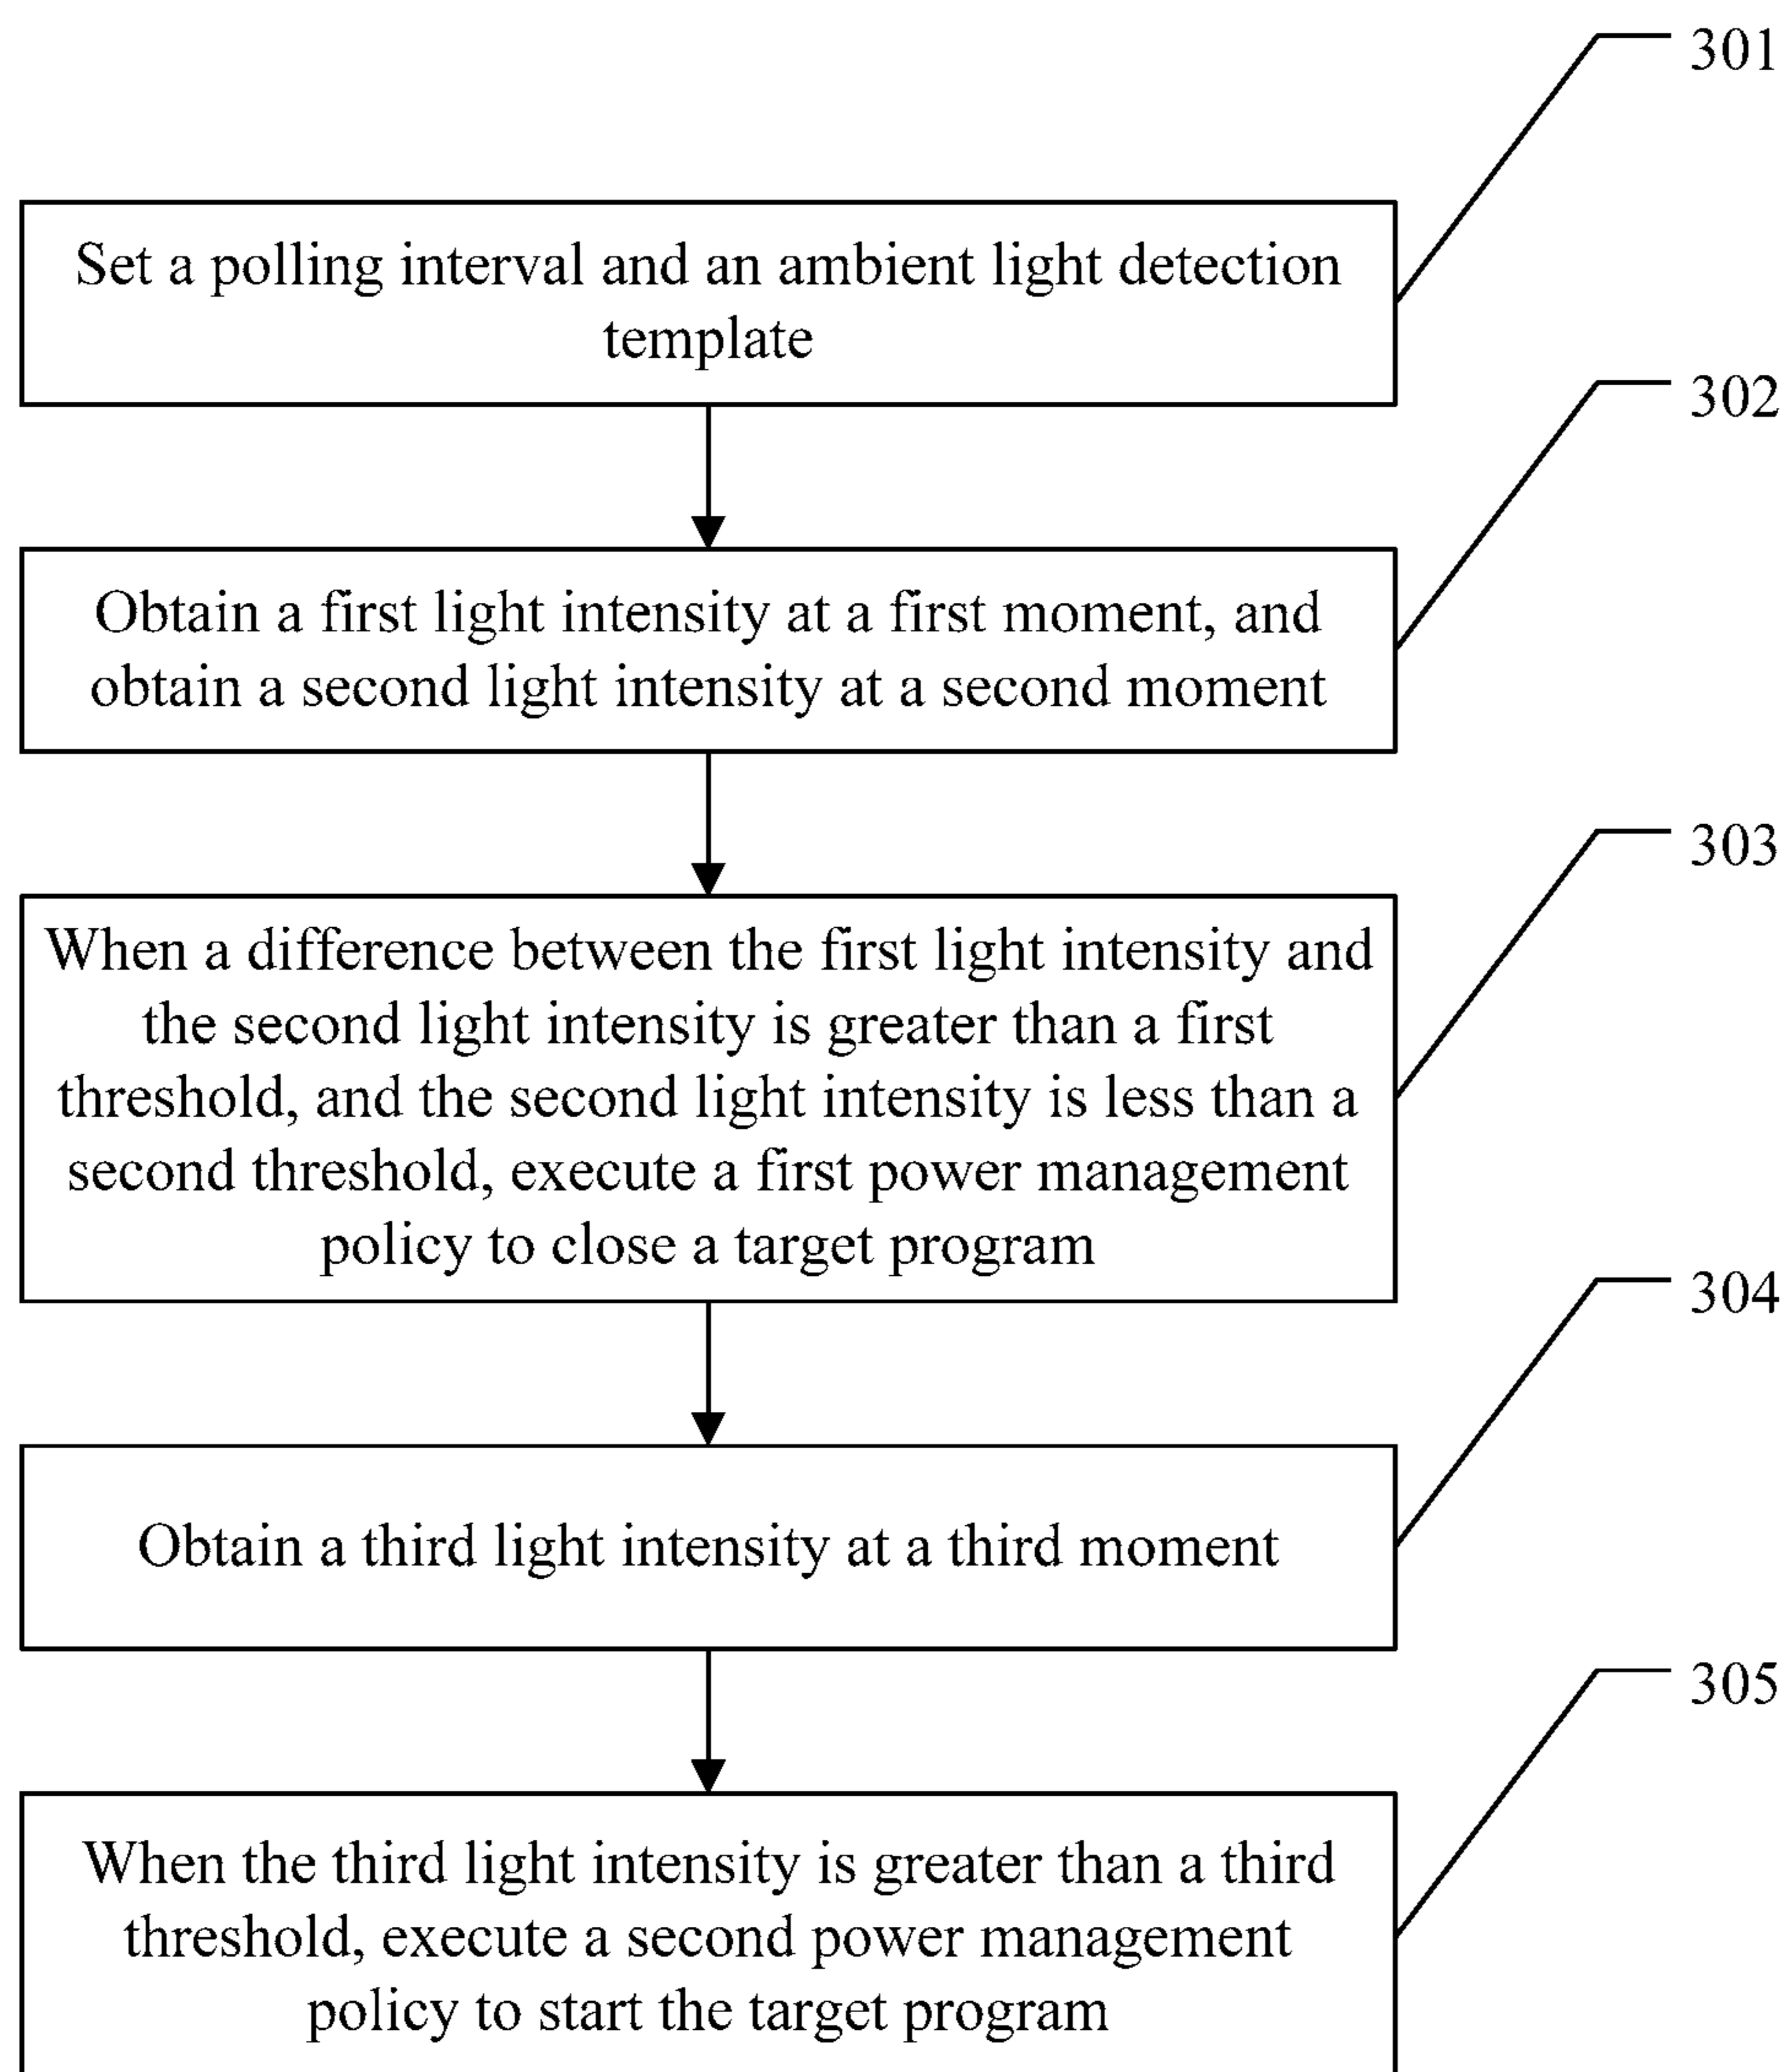 301
Set a polling interval and an ambient light detection
template
302
Obtain a first light intensity at a first moment, and
obtain a second light intensity at a second moment
303
When a difference between the first light intensity and
the second light intensity is greater than a first
threshold, and the second light intensity is less than a
second threshold, execute a first power management
policy to close a target program
304
Obtain a third light intensity at a third moment
305
When the third light intensity is greater than a third
threshold, execute a second power management
policy to start the target program